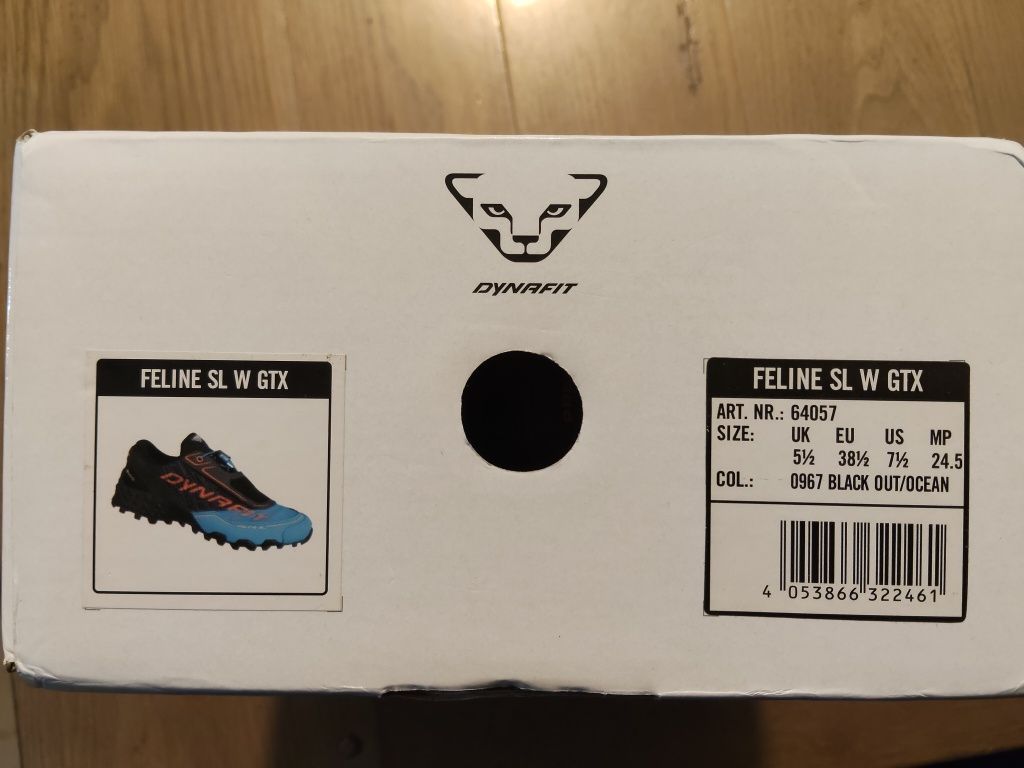 DYNAFIT
FELINE SL W GTX
DYNAFIT
FELINE SL W GTX
ART. NR.: 64057
SIZE: UK EU US MP
5½ 38½ 7½ 24.5
COL.: 0967 BLACK OUT/OCEAN
4 053866 322461